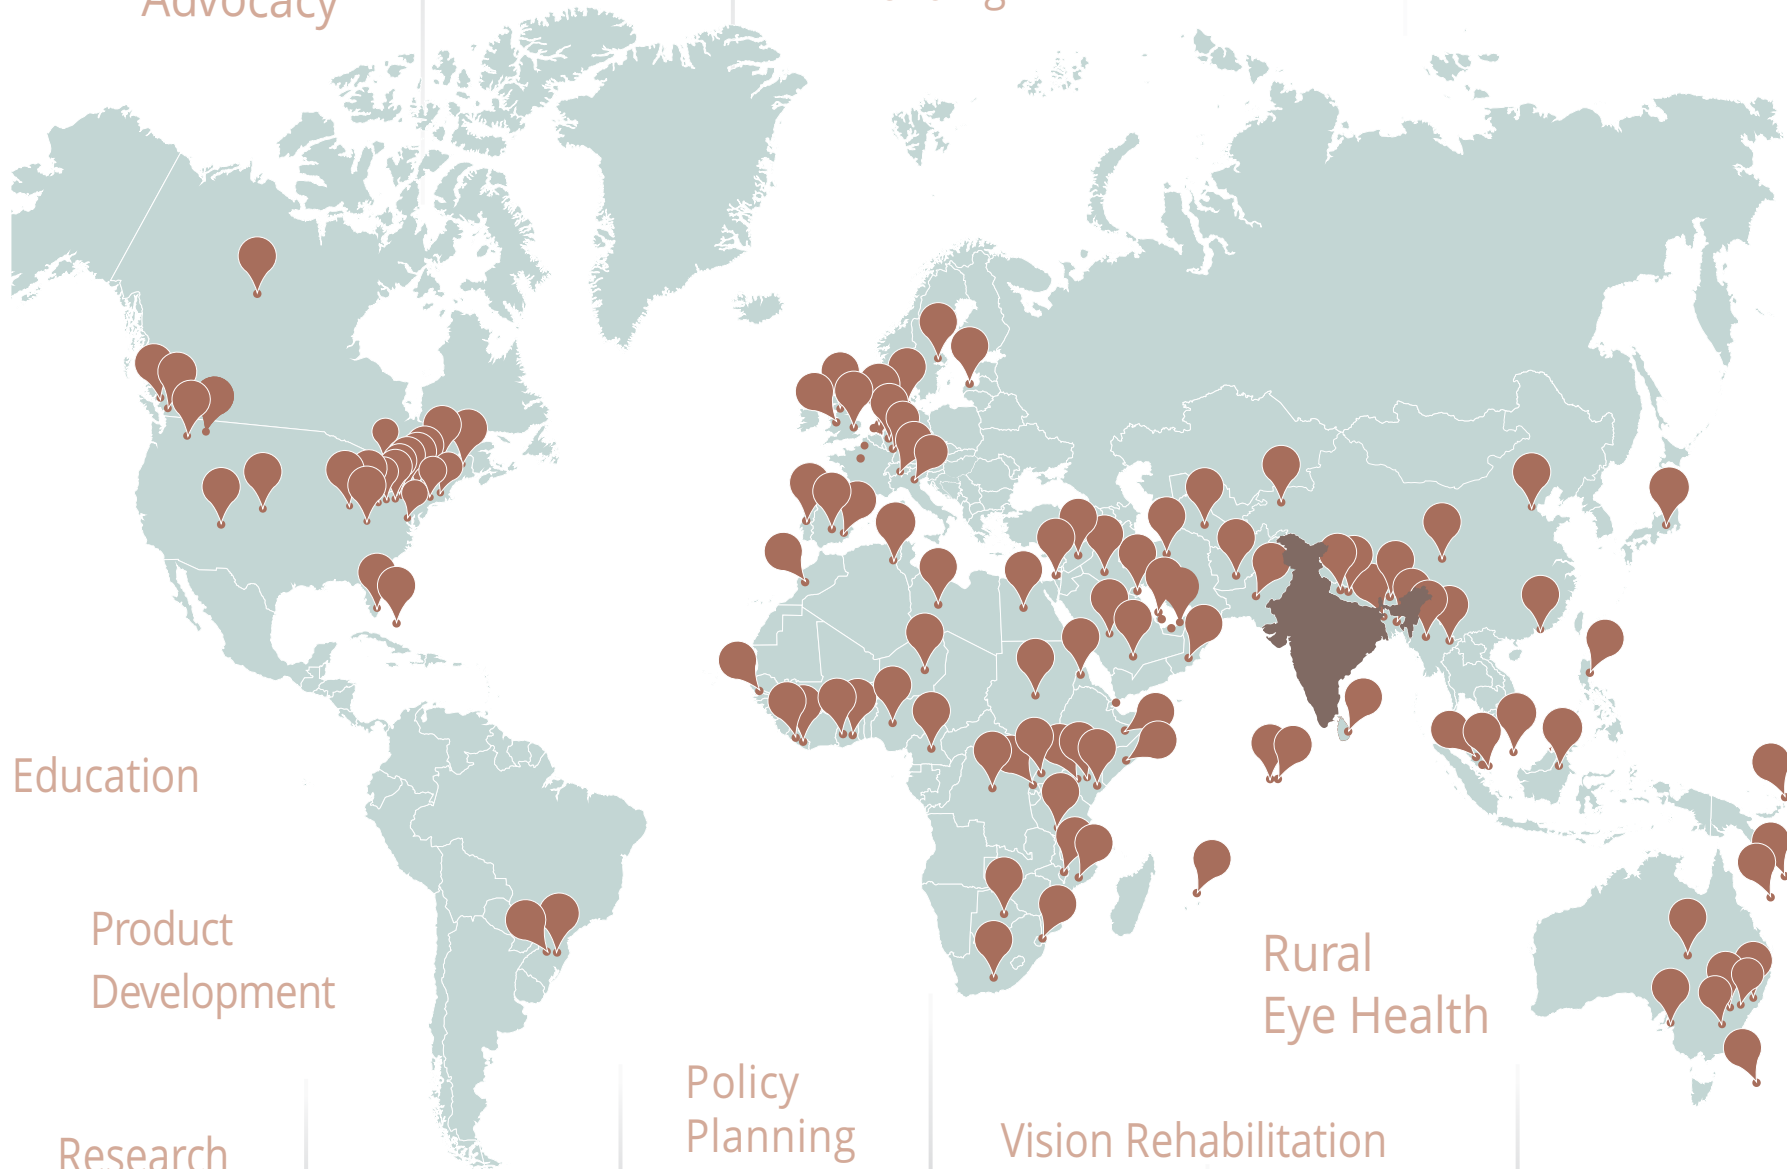 Advocacy
Education
Product
Development
Rural
Eye Health
Policy
Planning
Vision Rehabilitation
Research